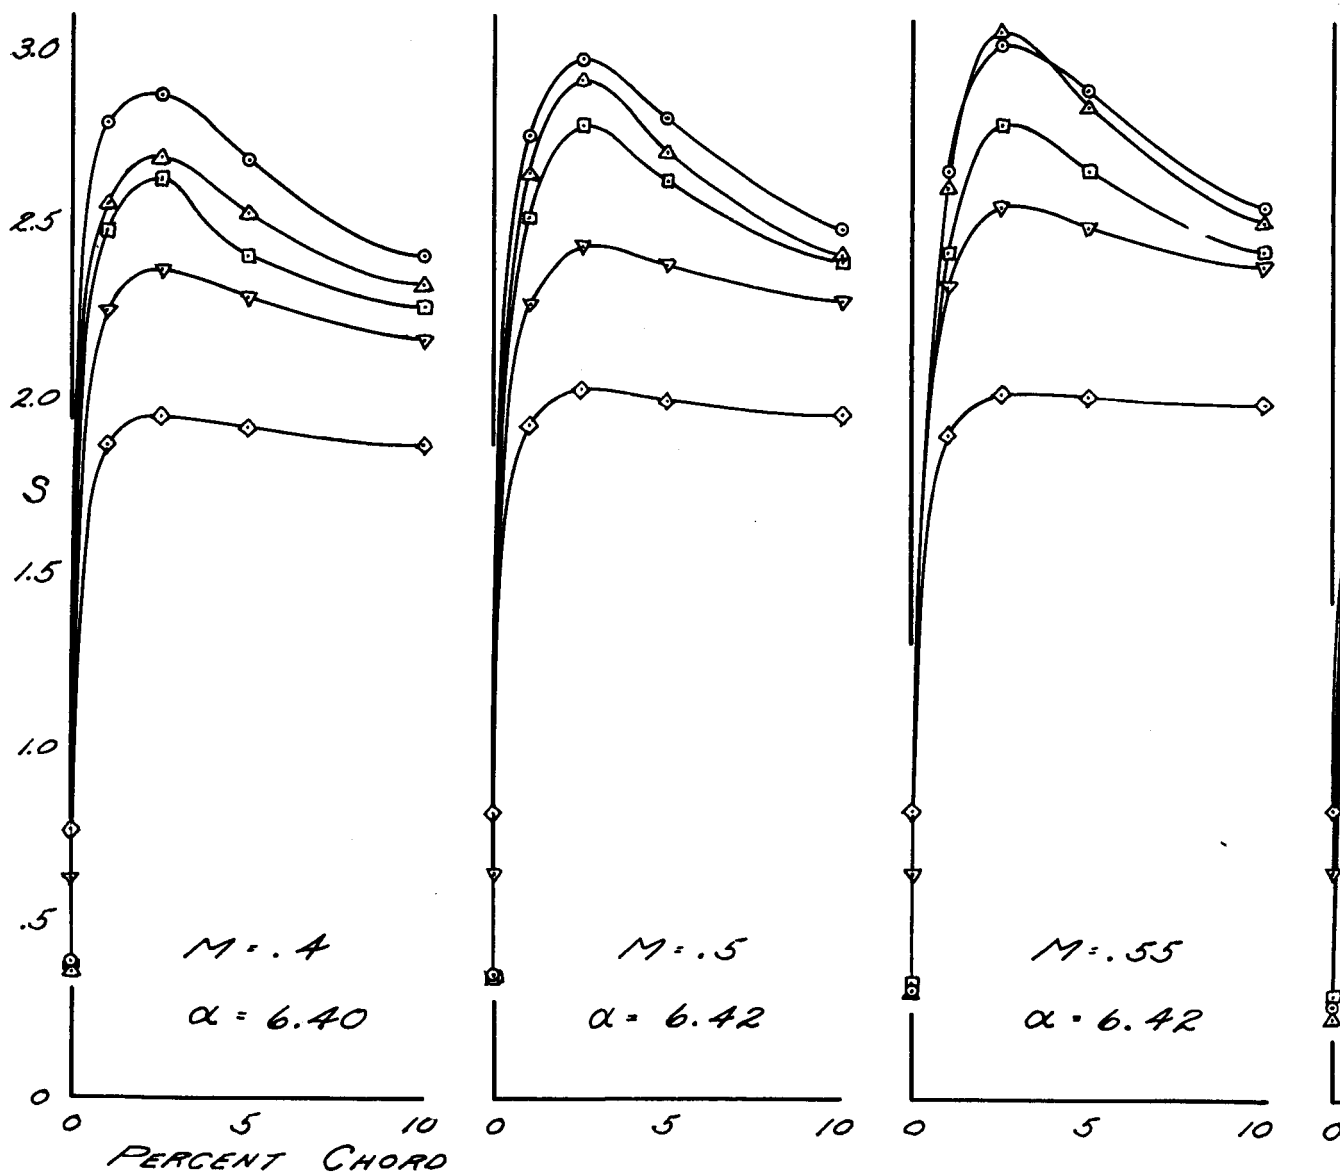 3.0
2.5
2.0
S
1.5
1.0
.5
0
M = .4
α = 6.40
M = .5
α = 6.42
M = .55
α = 6.42
0 5 10
0 5 10
0 5 10
0
PERCENT CHORD